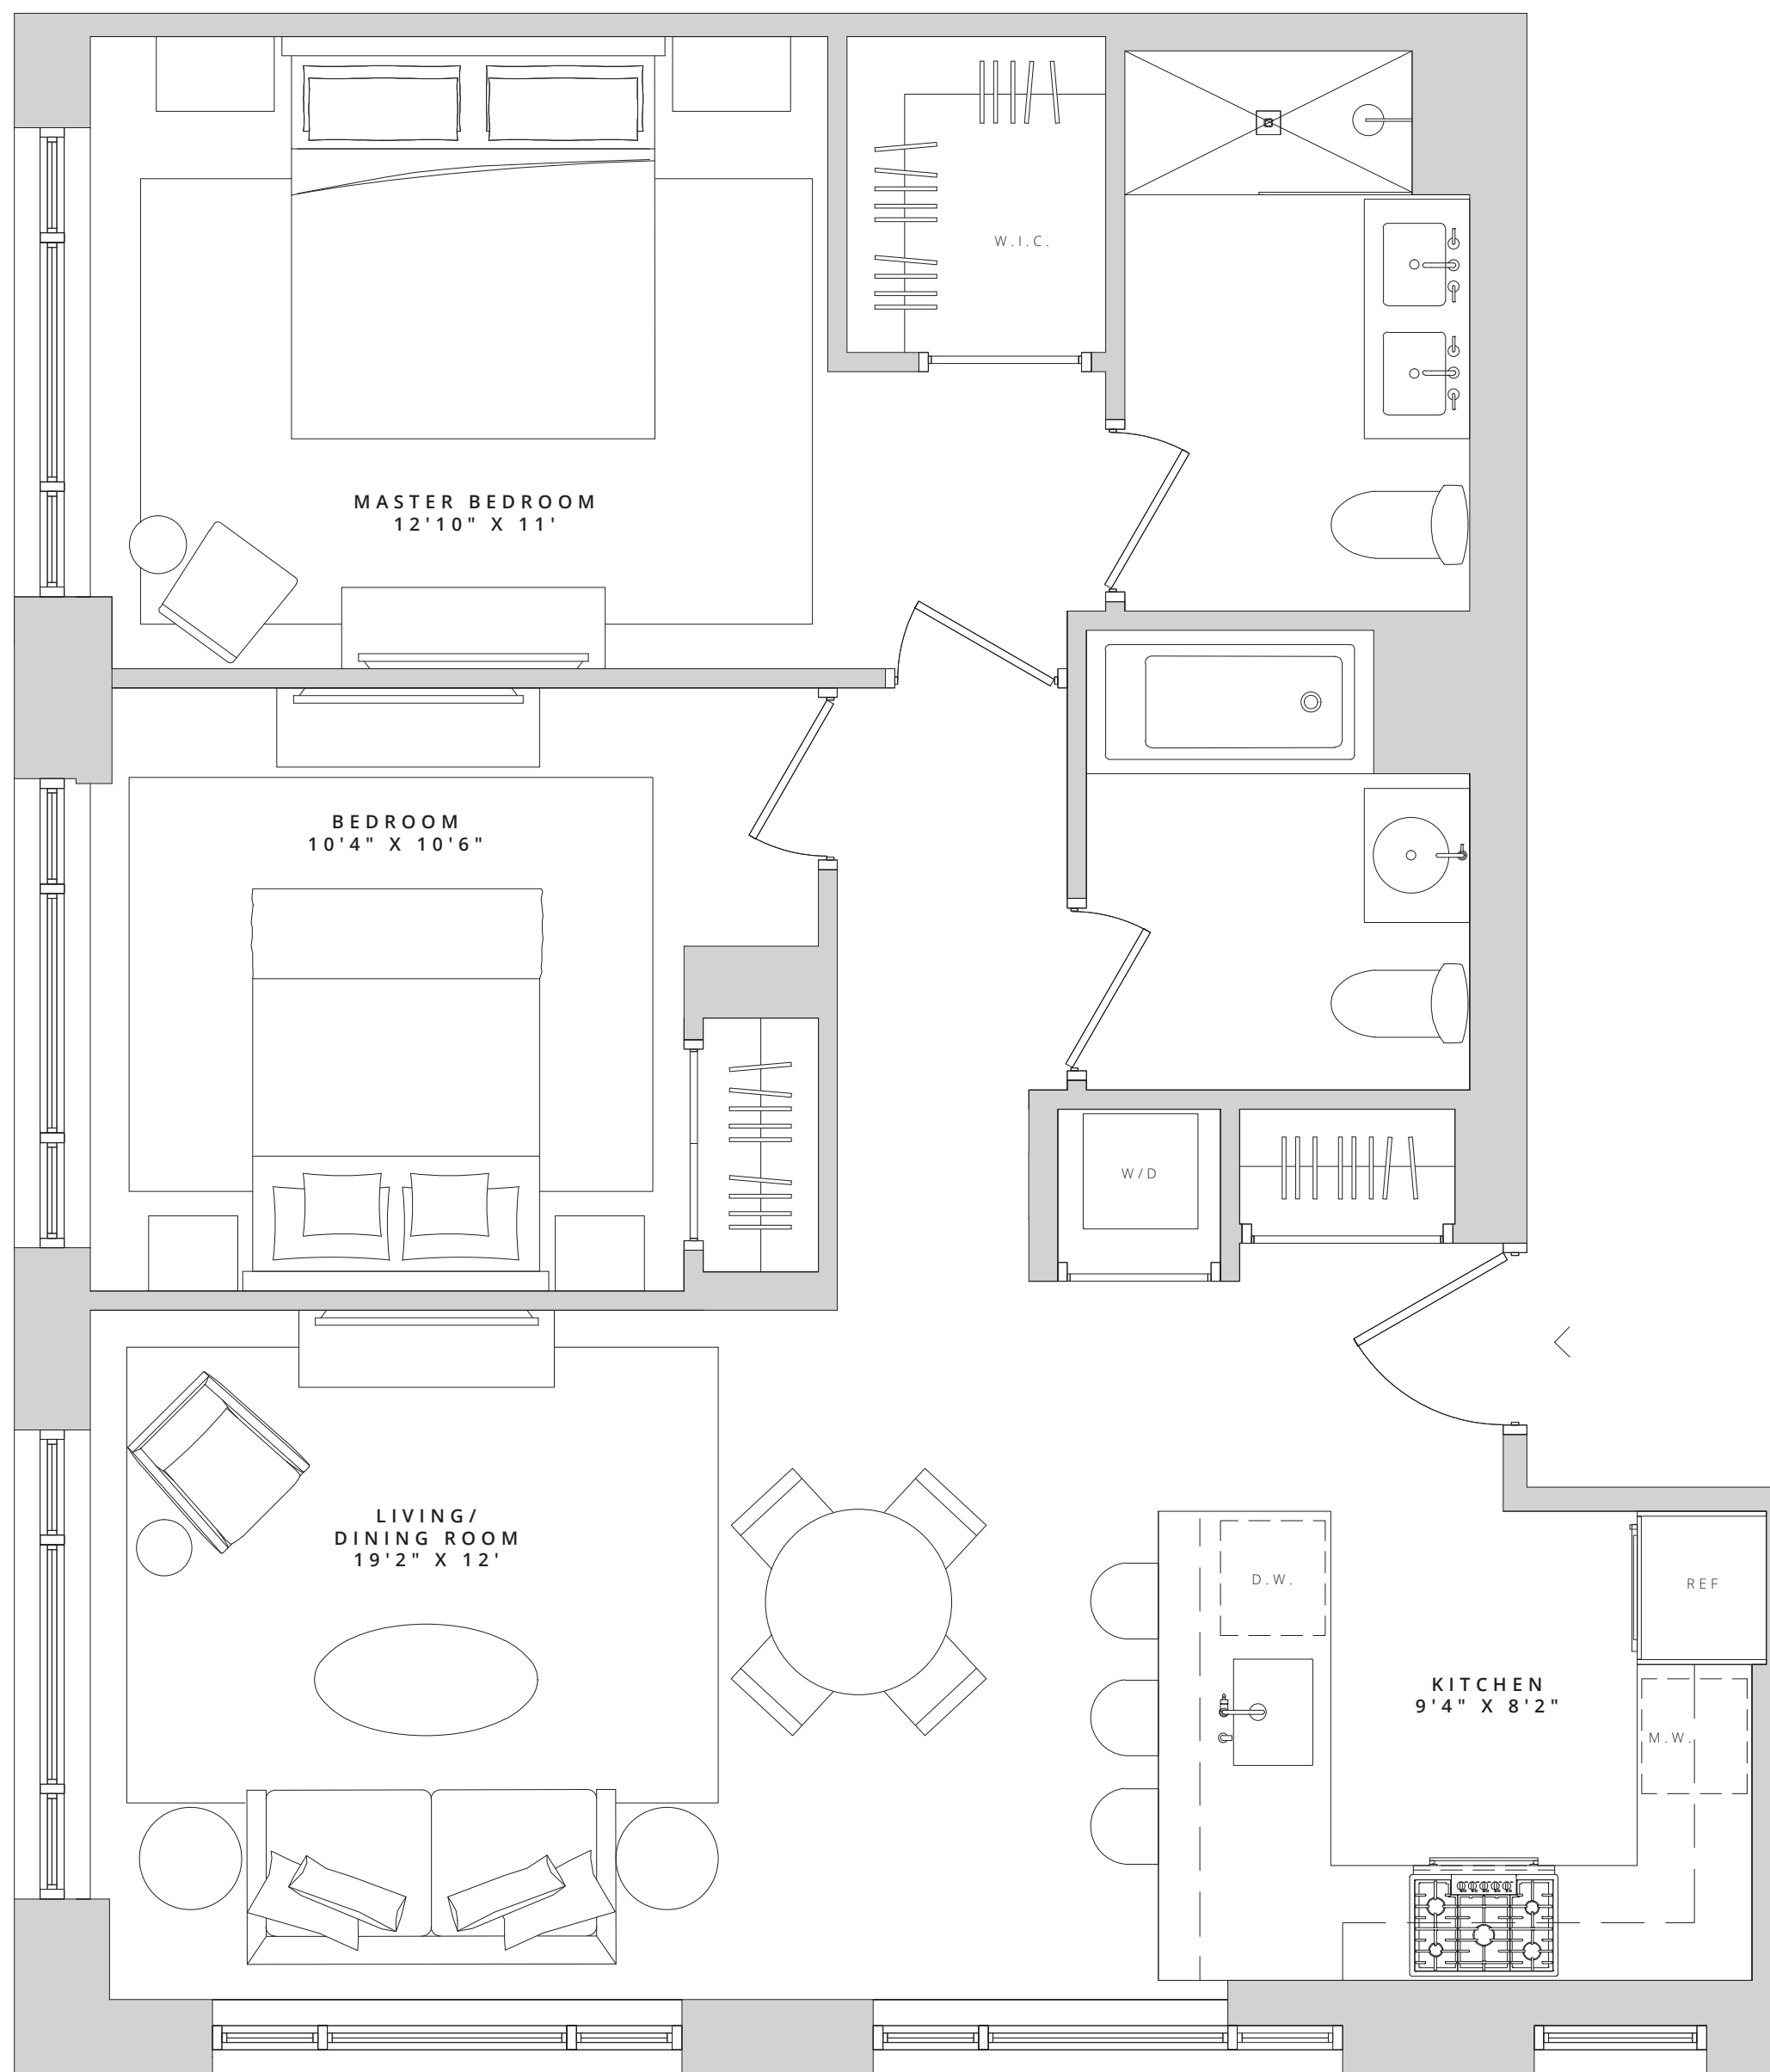 W.I.C.
MASTER BEDROOM
12'10" X 11'
BEDROOM
10'4" X 10'6"
W/D
LIVING/
DINING ROOM
19'2" X 12'
D.W.
REF
KITCHEN
9'4" X 8'2"
M.W.